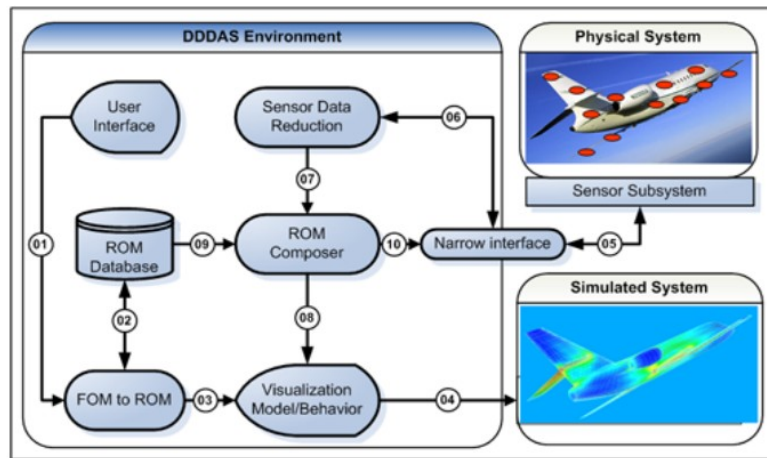 DDDAS Environment
Physical System
User
Interface
Sensor Data
Reduction
06
07
Sensor Subsystem
01
ROM
Database
09
ROM
Composer
10
Narrow interface
05
Simulated System
02
08
FOM to ROM
03
Visualization
Model/Behavior
04